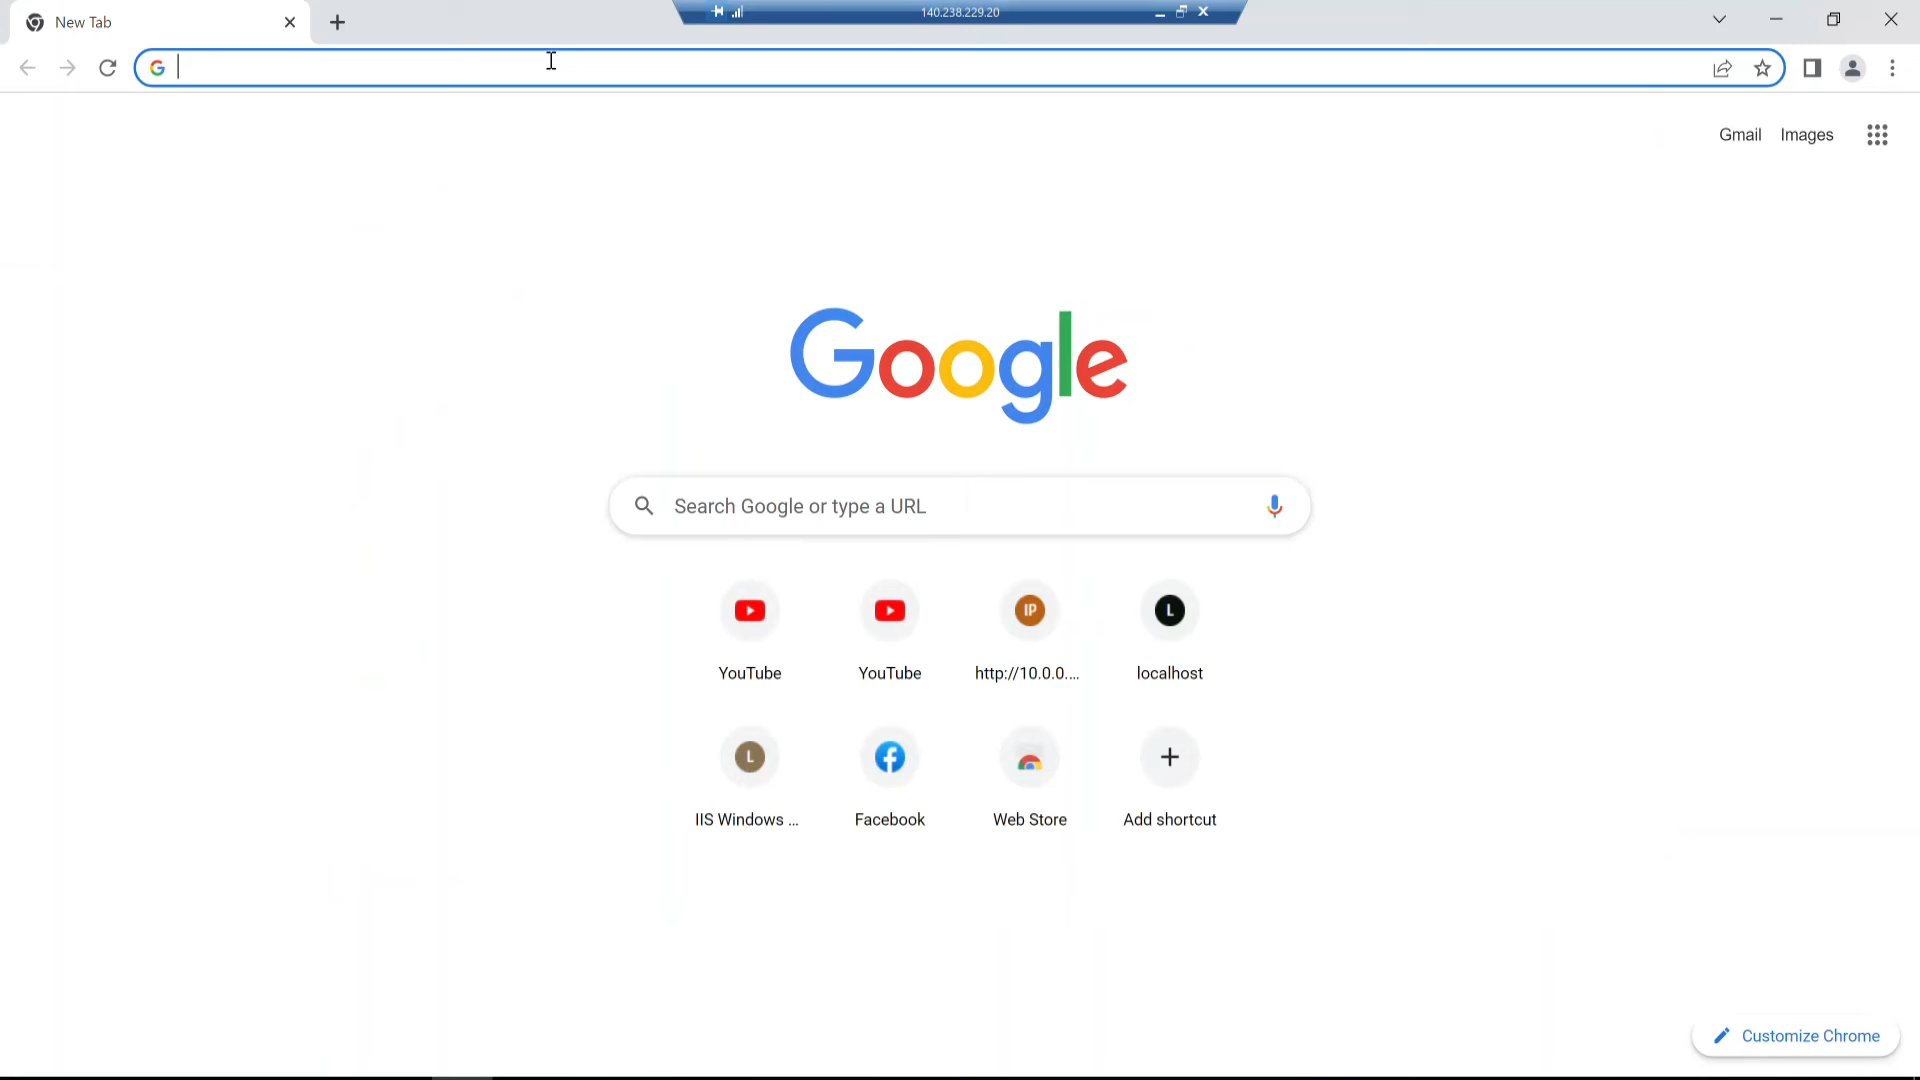 New Tab
140.238.229.20
Gmail Images
Google
Search Google or type a URL
IP
L
YouTube
YouTube
http://10.0.0....
localhost
L
IIS Windows ...
Facebook
Web Store
Add shortcut
Customize Chrome